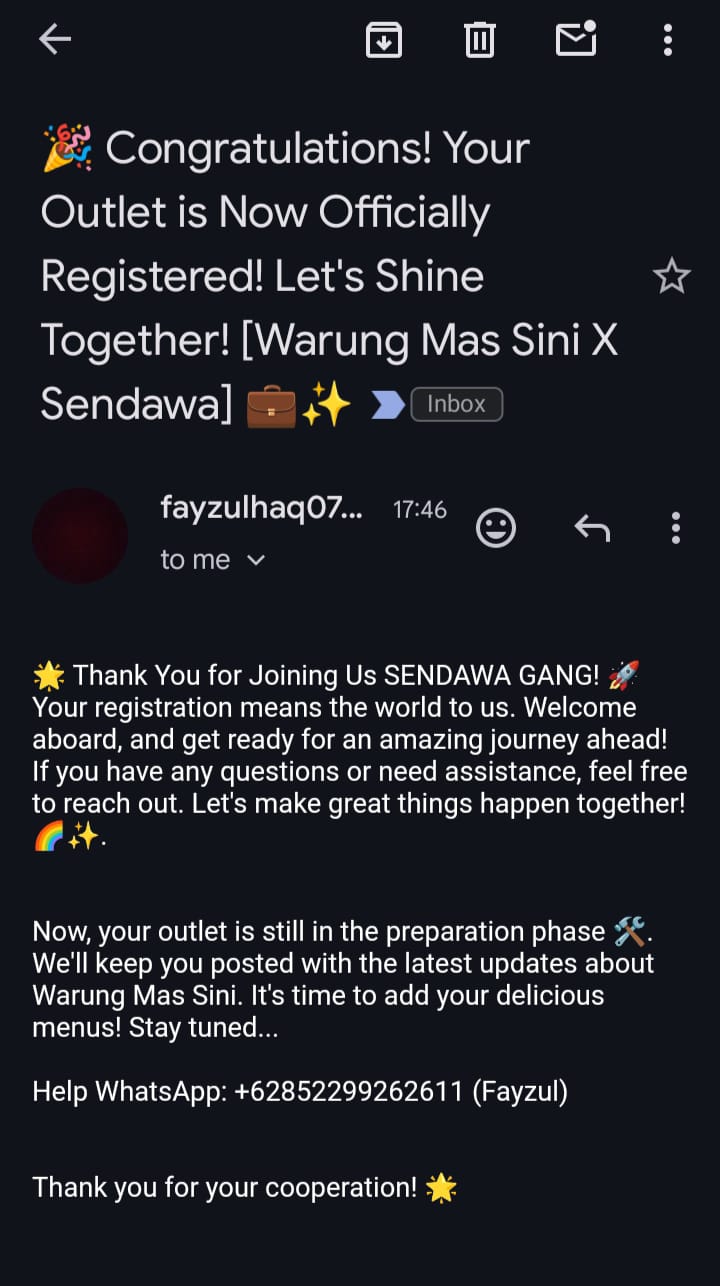 🎉 Congratulations! Your
Outlet is Now Officially
Registered! Let's Shine
Together! [Warung Mas Sini X
Sendawa] 💼✨ Inbox
fayzulhaq07... 17:46
to me
🌟 Thank You for Joining Us SENDAWA GANG! 🚀
Your registration means the world to us. Welcome
aboard, and get ready for an amazing journey ahead!
If you have any questions or need assistance, feel free
to reach out. Let's make great things happen together!
🌈✨.
Now, your outlet is still in the preparation phase 🛠️.
We'll keep you posted with the latest updates about
Warung Mas Sini. It's time to add your delicious
menus! Stay tuned...
Help WhatsApp: +62852299262611 (Fayzul)
Thank you for your cooperation! 🌟